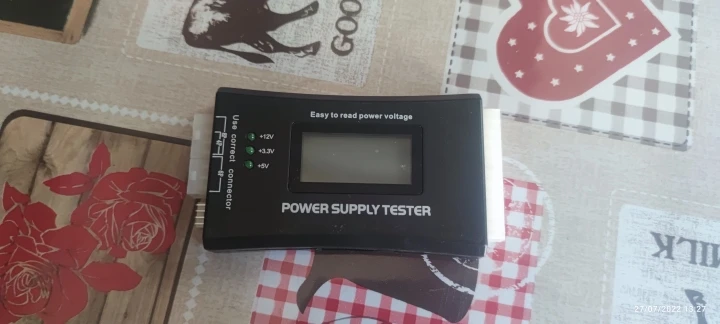 GOO
Easy to read power voltage
Use correct connector
+12V
+3.3V
+5V
POWER SUPPLY TESTER
MILK
27/07/2022 13:27